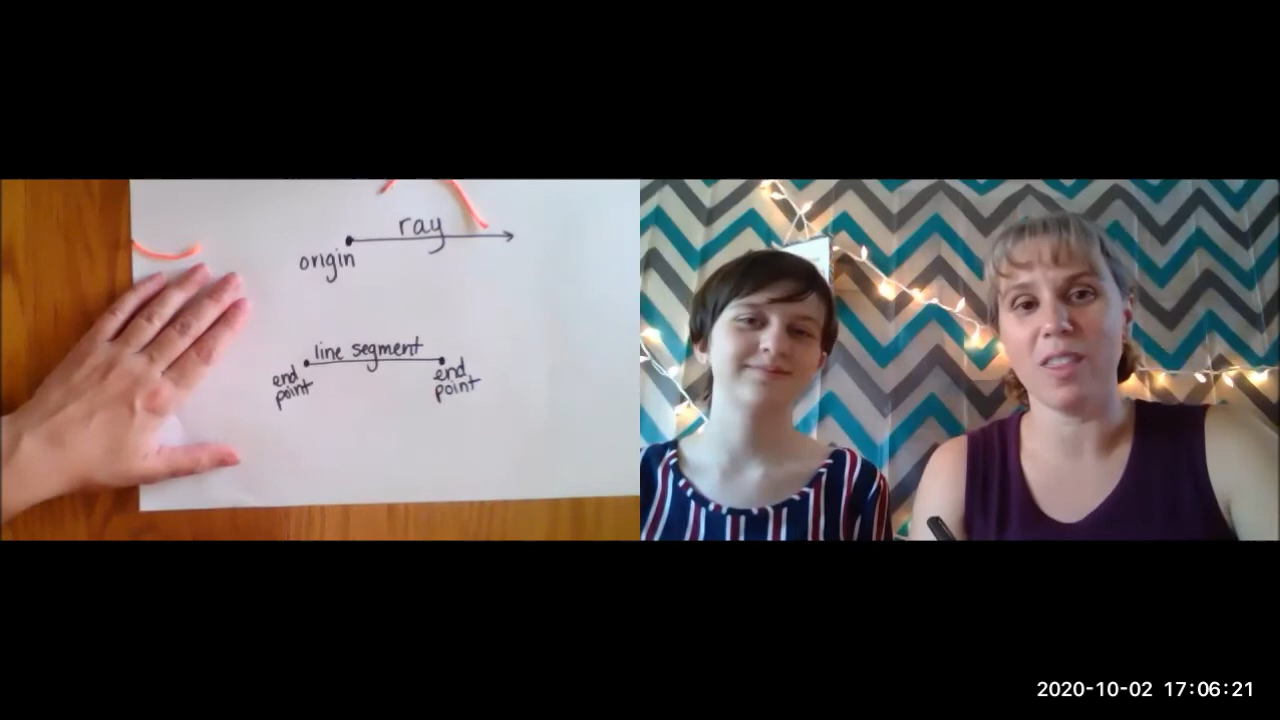 ray
origin
line segment
end
point
end
point
2020-10-02 17:06:21